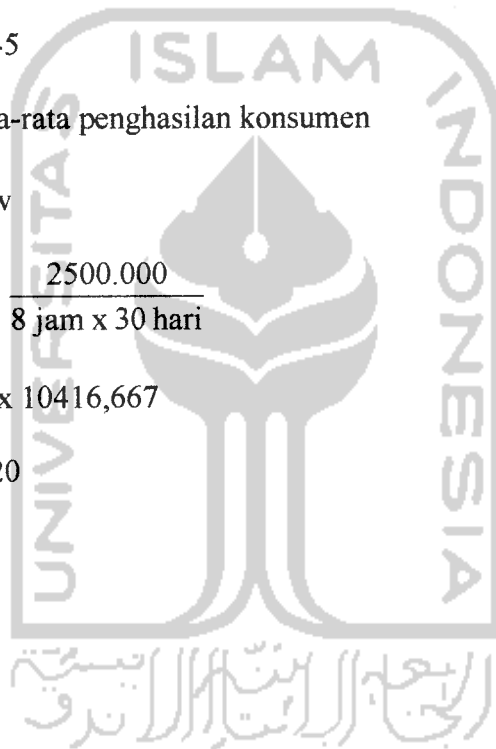 .5
a-rata penghasilan konsumen
v
2500.000
8 jam x 30 hari
x 10416,667
20
ISLAM
UNIVERSITAS
INDONESIA